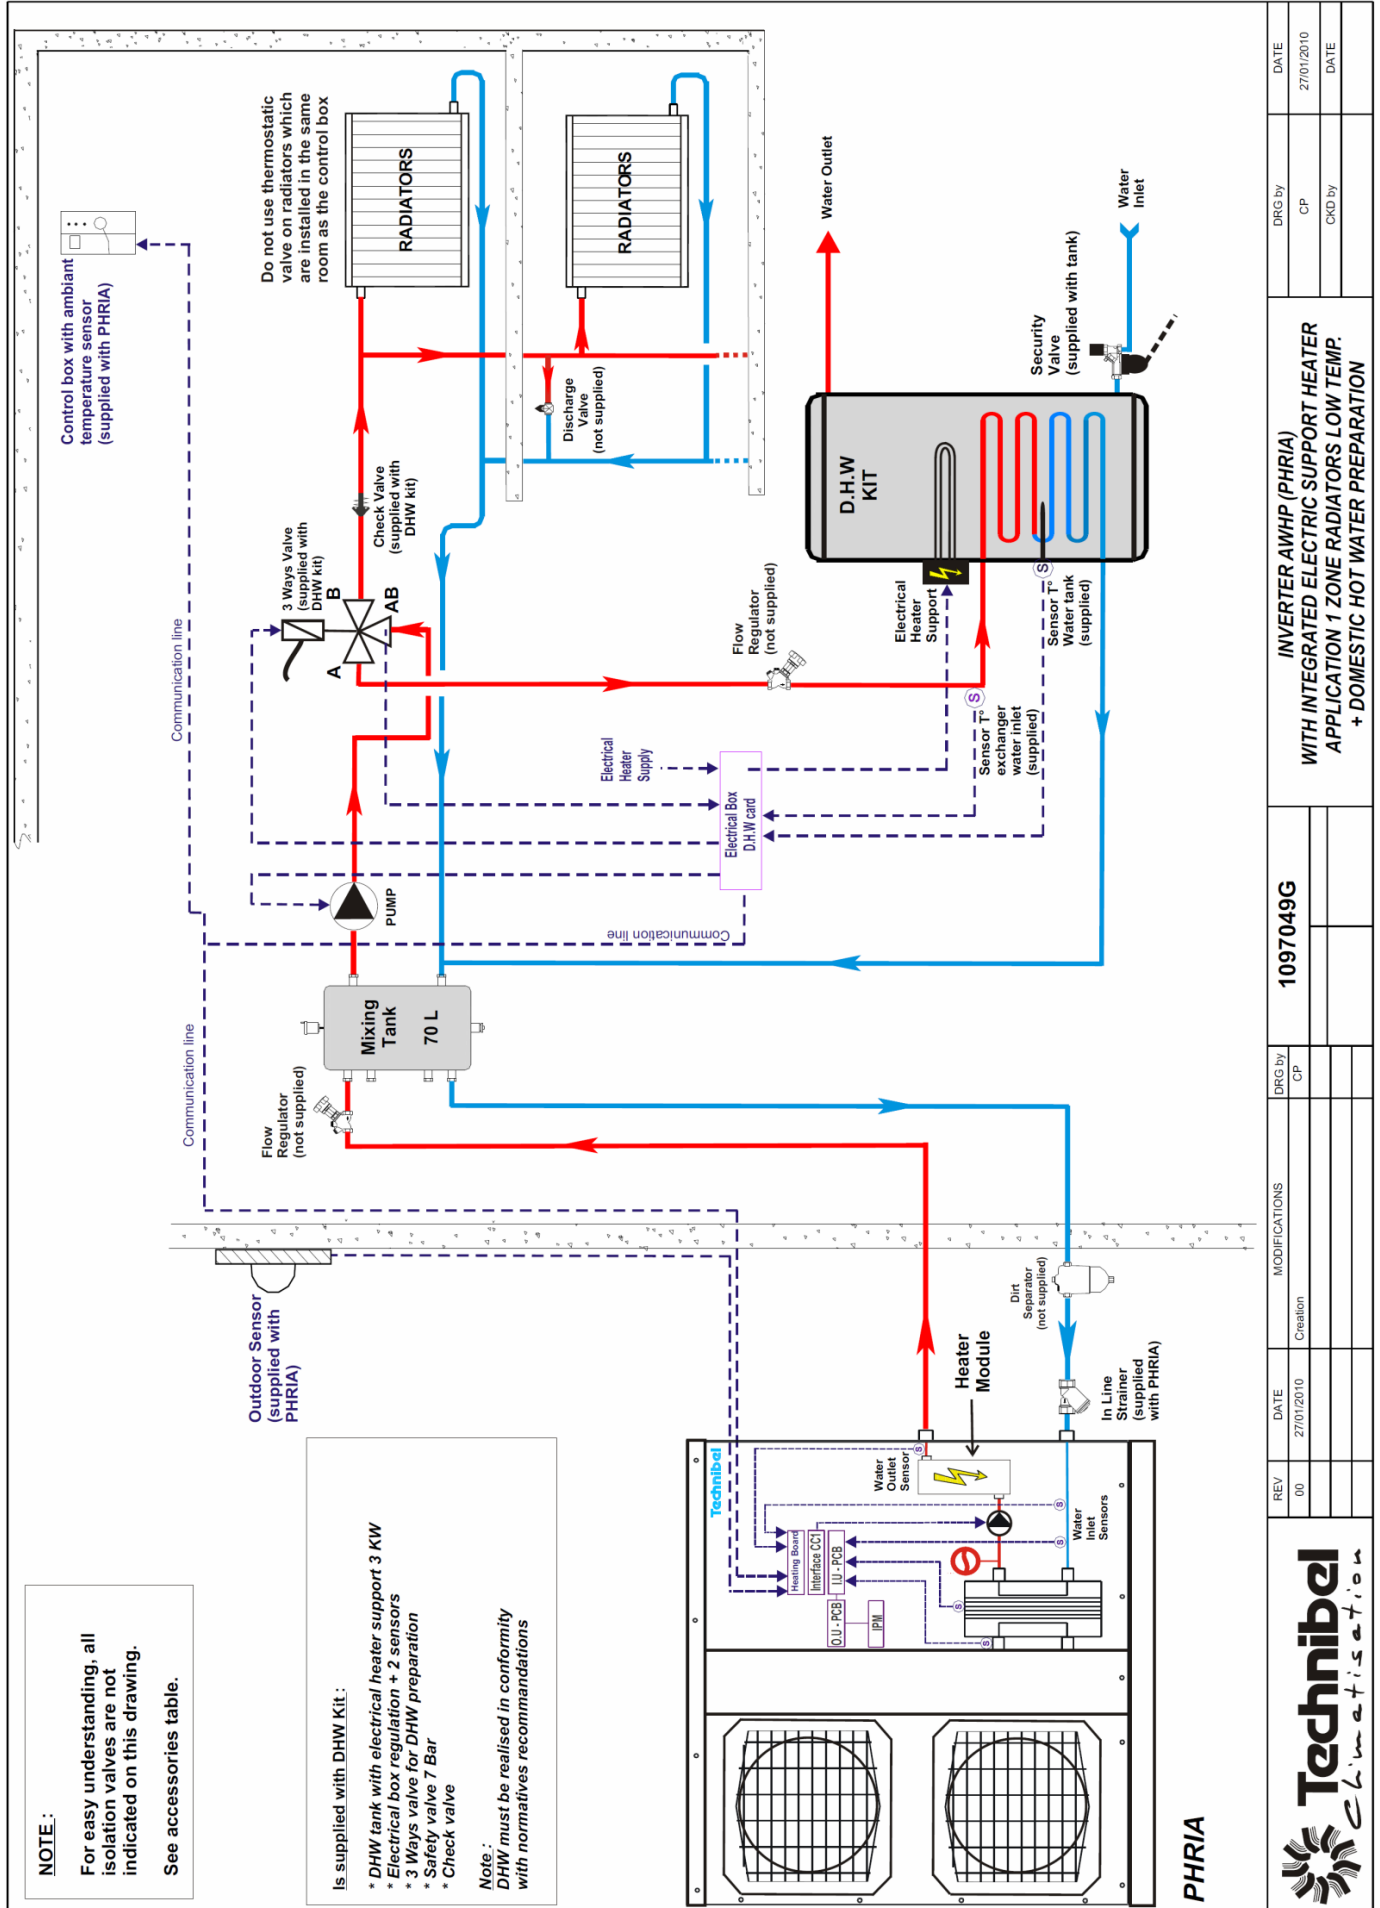 NOTE :
For easy understanding, all
isolation valves are not
indicated on this drawing.
See accessories table.
Is supplied with DHW Kit :
* DHW tank with electrical heater support 3 KW
* Electrical box regulation + 2 sensors
* 3 Ways valve for DHW preparation
* Safety valve 7 Bar
* Check valve
Note :
DHW must be realised in conformity
with normatives recommandations
Outdoor Sensor
(supplied with
PHRIA)
Communication line
Communication line
Communication line
Control box with ambiant
temperature sensor
(supplied with PHRIA)
Do not use thermostatic
valve on radiators which
are installed in the same
room as the control box
RADIATORS
RADIATORS
Discharge
Valve
(not supplied)
3 Ways Valve
(supplied with
DHW kit)
A
B
AB
Check Valve
(supplied with
DHW kit)
PUMP
Mixing
Tank
70 L
Flow
Regulator
(not supplied)
Flow
Regulator
(not supplied)
Electrical
Heater
Supply
Electrical Box
D.H.W card
Electrical
Heater
Support
Sensor T°
exchanger
water inlet
(supplied)
S
Sensor T°
Water tank
(supplied)
S
D.H.W
KIT
Water Outlet
Water
Inlet
Security
Valve
(supplied with tank)
Dirt
Separator
(not supplied)
In Line
Strainer
(supplied
with PHRIA)
Heater
Module
Technibel
Water
Outlet
Sensor
S
Heating Board
Interface CC1
I.U - PCB
O.U - PCB
IPM
S
S
S
S
Water
Inlet
Sensors
PHRIA
Technibel
Climatisation
REV
DATE
MODIFICATIONS
DRG by
00
27/01/2010
Creation
CP
1097049G
INVERTER AWHP (PHRIA)
WITH INTEGRATED ELECTRIC SUPPORT HEATER
APPLICATION 1 ZONE RADIATORS LOW TEMP.
+ DOMESTIC HOT WATER PREPARATION
DRG by
DATE
CP
27/01/2010
CKD by
DATE